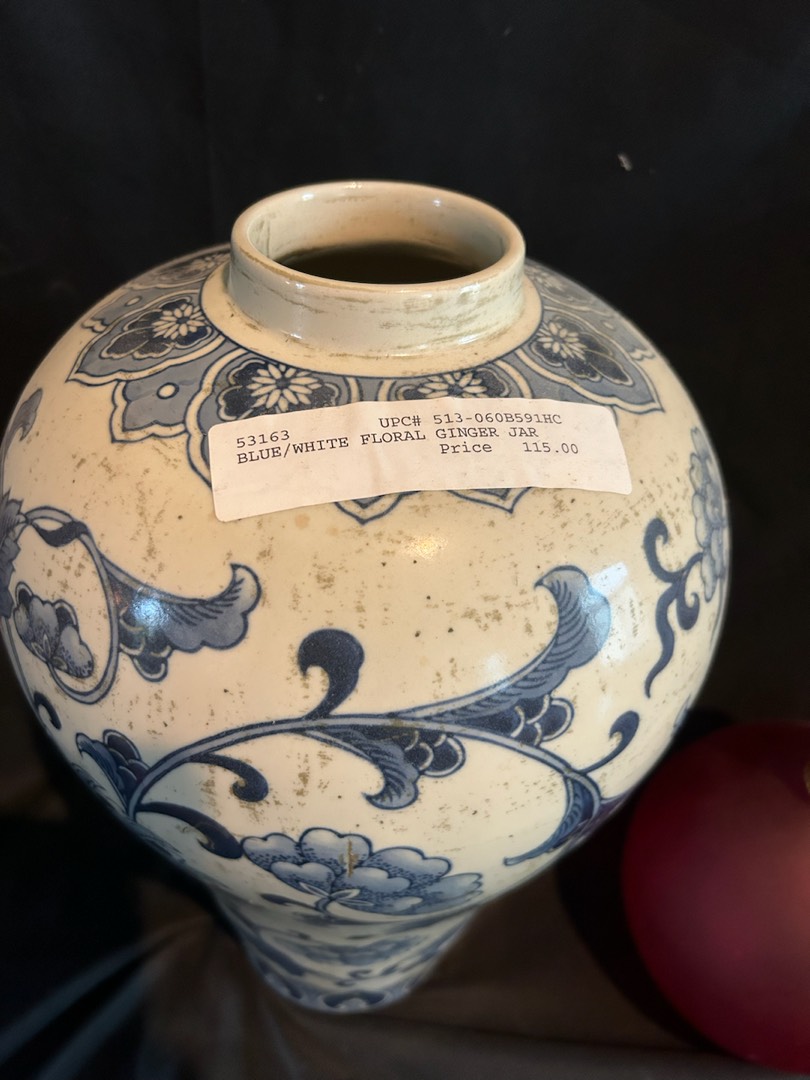 53163 UPC# 513-060B591HC
BLUE/WHITE FLORAL GINGER JAR
Price 115.00